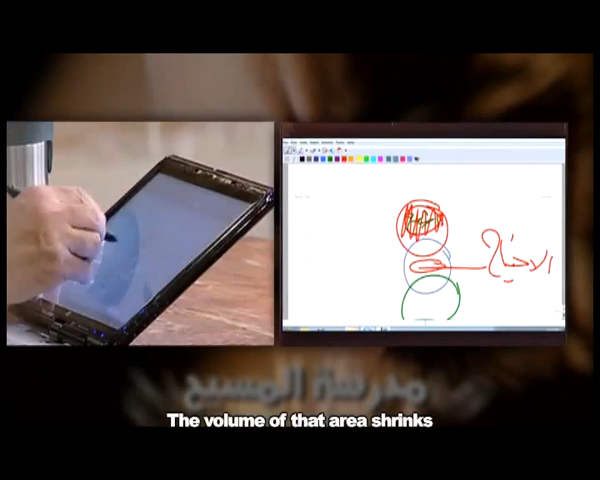 الاحتياج
مدرسة المسيح
The volume of that area shrinks